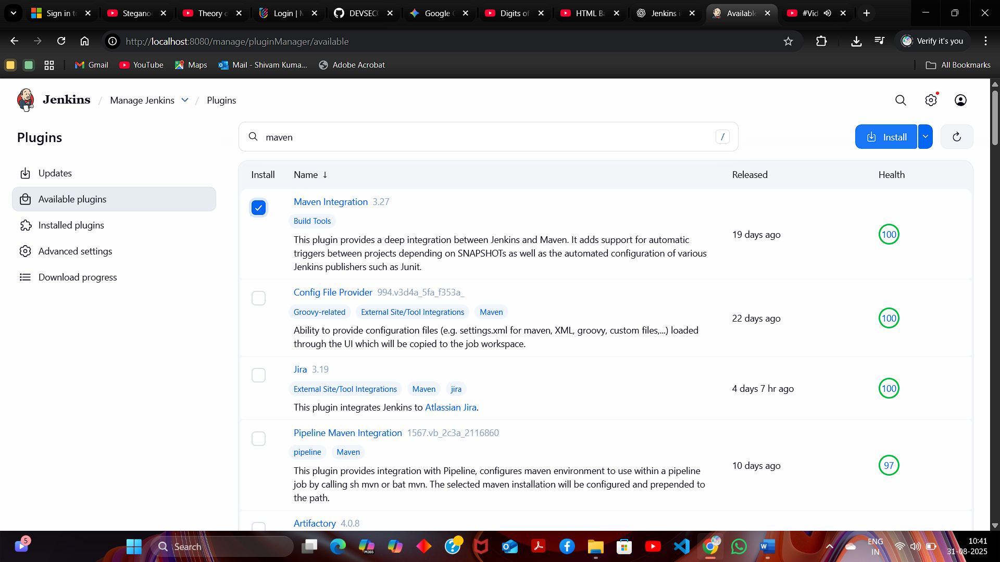 Sign in t
Stegano
Theory o
Login | M
DEVSEC
Google
Digits of
HTML Ba
Jenkins i
Available
#Vid
http://localhost:8080/manage/pluginManager/available
Verify it's you
Gmail
YouTube
Maps
Mail - Shivam Kuma...
Adobe Acrobat
All Bookmarks
Jenkins / Manage Jenkins / Plugins
Plugins
maven
/
Install
Updates
Available plugins
Installed plugins
Advanced settings
Download progress
Install Name ↓ Released Health
Maven Integration 3.27
Build Tools
This plugin provides a deep integration between Jenkins and Maven. It adds support for automatic
triggers between projects depending on SNAPSHOTs as well as the automated configuration of various
Jenkins publishers such as Junit.
19 days ago
100
Config File Provider 994.v3d4a_5fa_f353a_
Groovy-related External Site/Tool Integrations Maven
Ability to provide configuration files (e.g. settings.xml for maven, XML, groovy, custom files,...) loaded
through the UI which will be copied to the job workspace.
22 days ago
100
Jira 3.19
External Site/Tool Integrations Maven jira
This plugin integrates Jenkins to Atlassian Jira.
4 days 7 hr ago
100
Pipeline Maven Integration 1567.vb_2c3a_2116860
pipeline Maven
This plugin provides integration with Pipeline, configures maven environment to use within a pipeline
job by calling sh mvn or bat mvn. The selected maven installation will be configured and prepended to
the path.
10 days ago
97
Artifactory 4.0.8
5
Search
M365
ENG
IN
10:41
31-08-2025